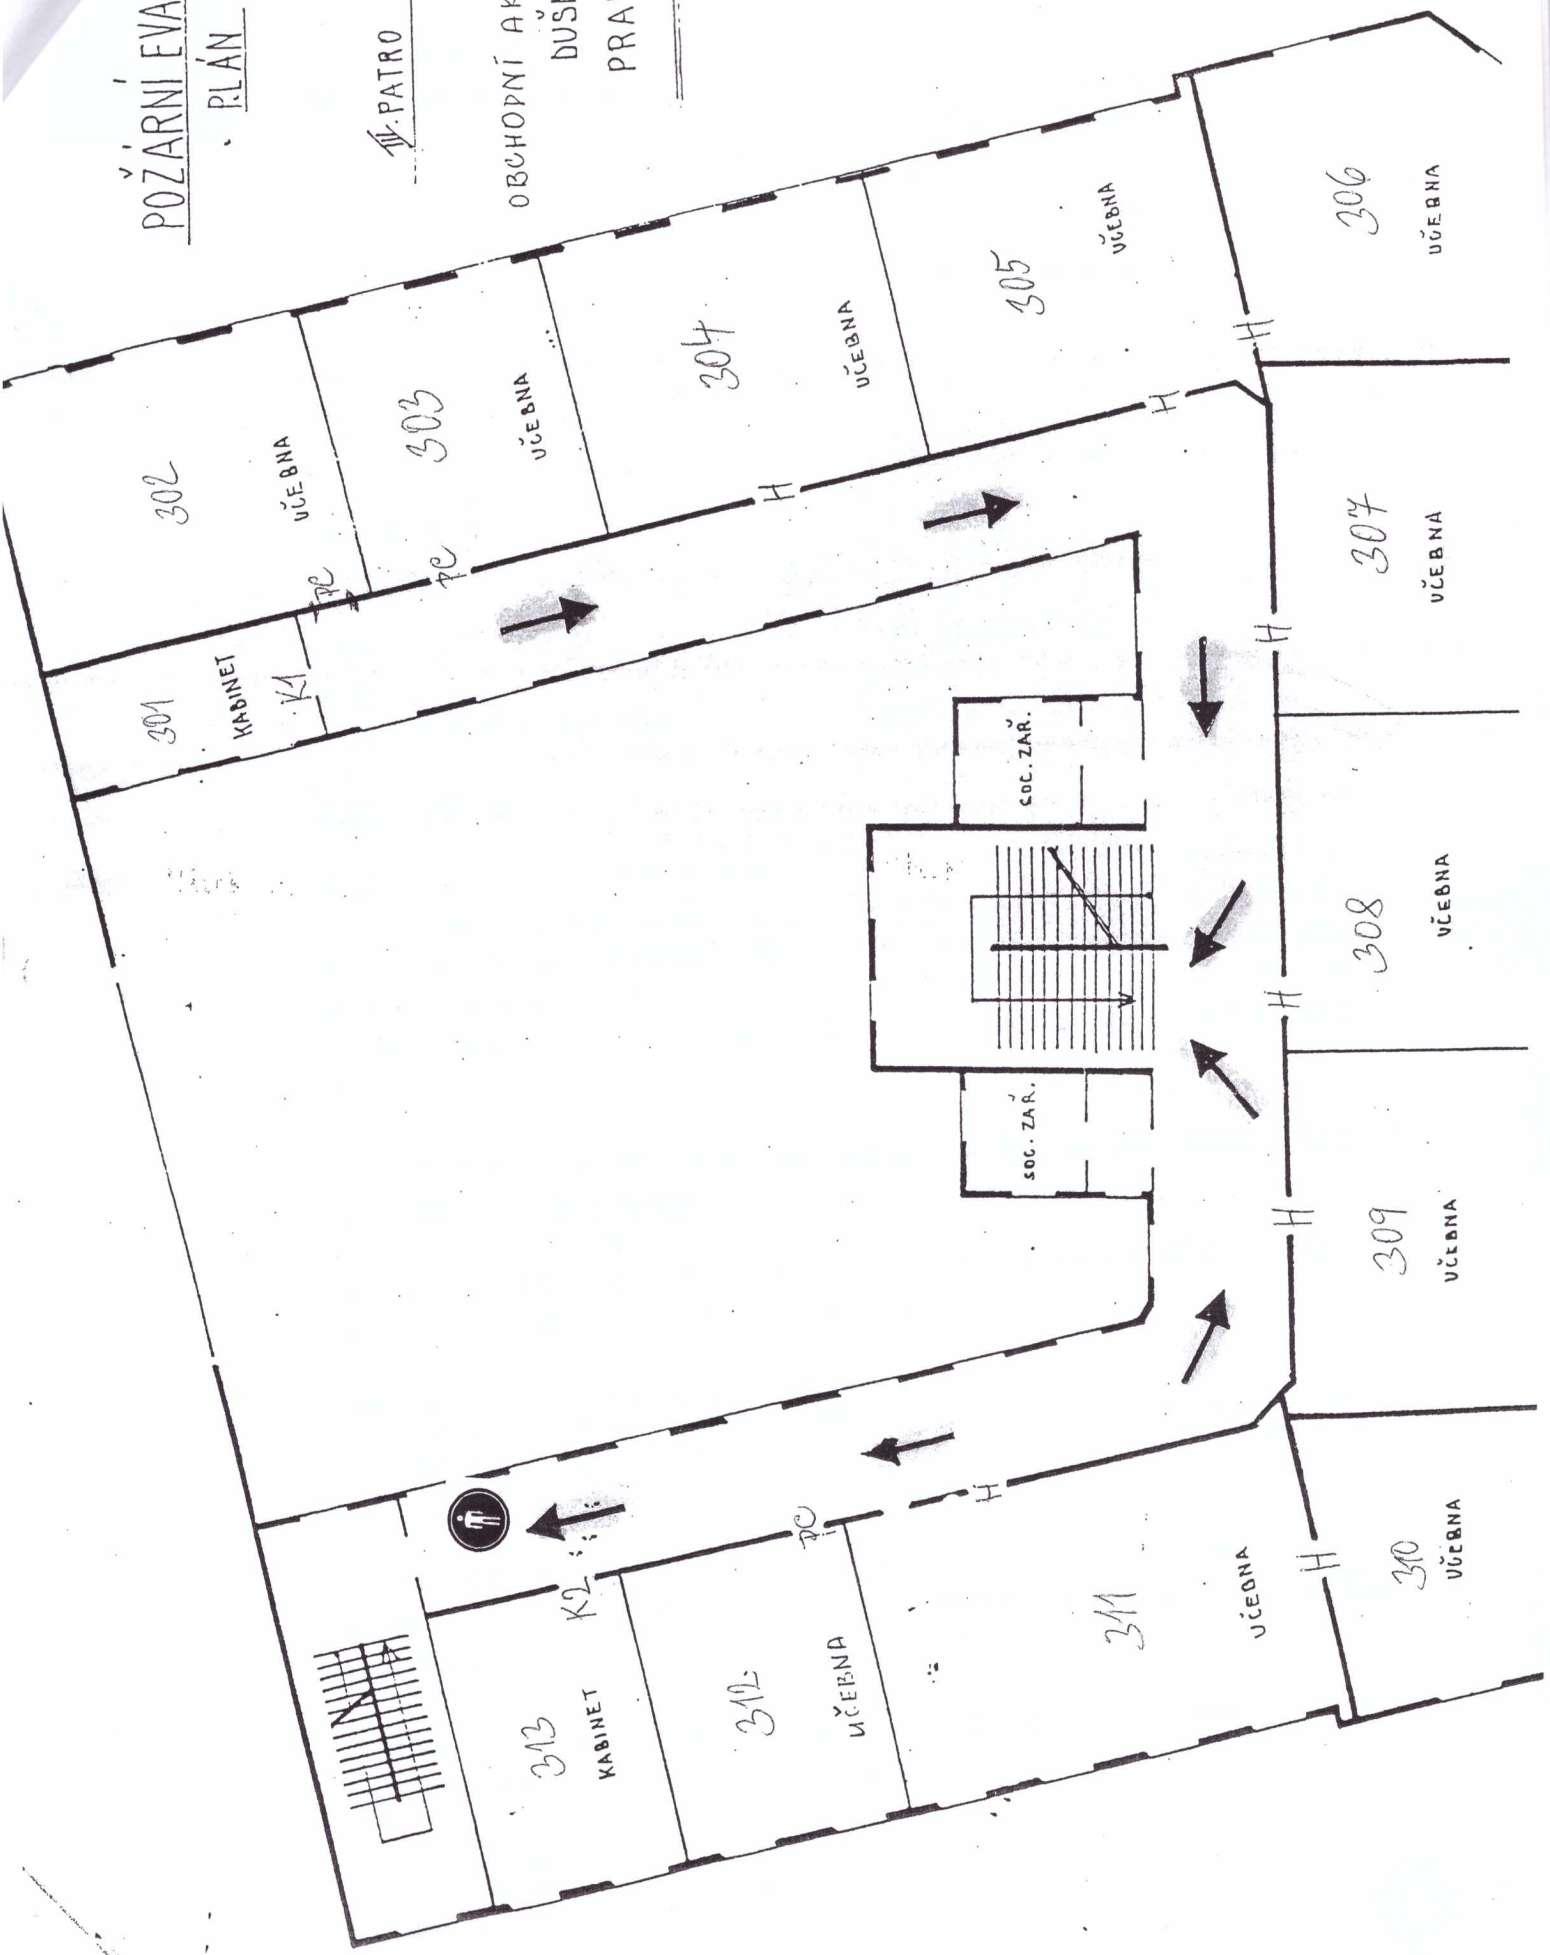 POŽÁRNÍ EVA
PLÁN
PATRO
OBCHODNÍ AK
DUŠ
PRA
301
KABINET
K1
302
UČEBNA
PC
303
UČEBNA
PC
304
UČEBNA
H
305
UČEBNA
H
306
UČEBNA
H
307
UČEBNA
H
308
UČEBNA
H
309
UČEBNA
H
310
UČEBNA
H
311
UČEBNA
H
312
UČEBNA
PC
313
KABINET
K2
SOC. ZAŘ.
SOC. ZAŘ.